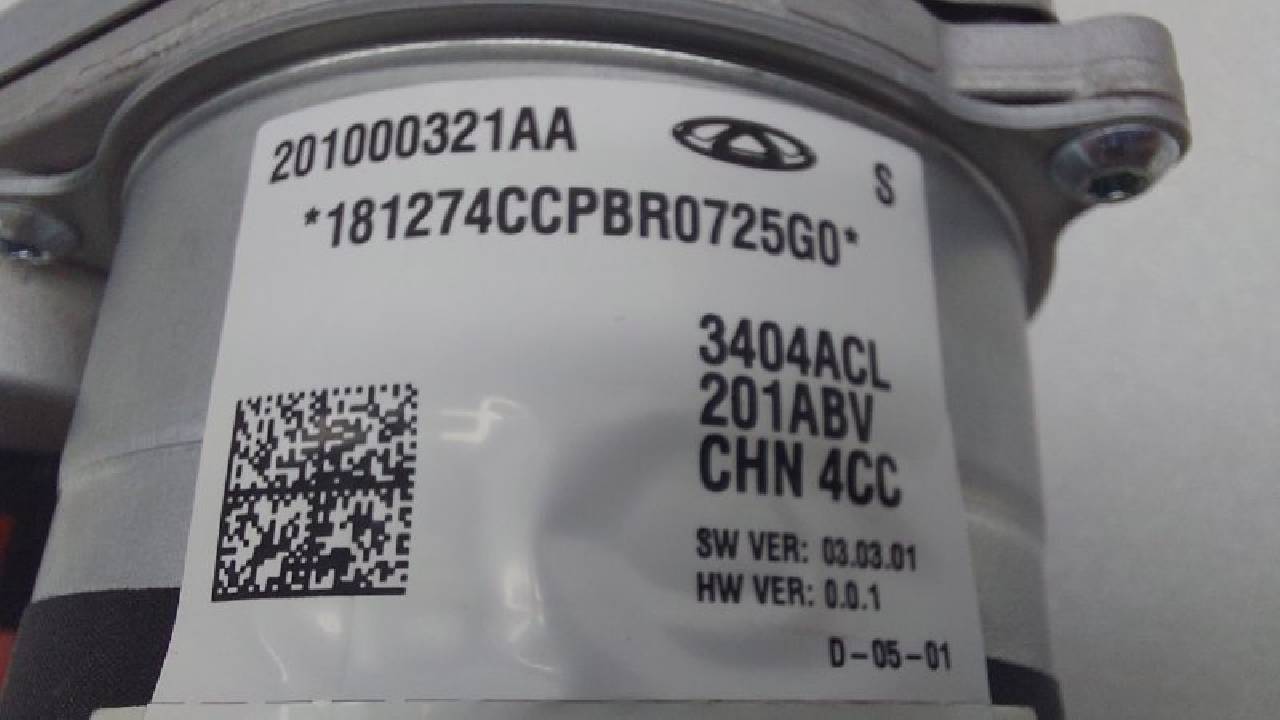 201000321AA
S
*181274CCPBR0725G0*
3404ACL
201ABV
CHN 4CC
SW VER: 03.03.01
HW VER: 0.0.1
D-05-01